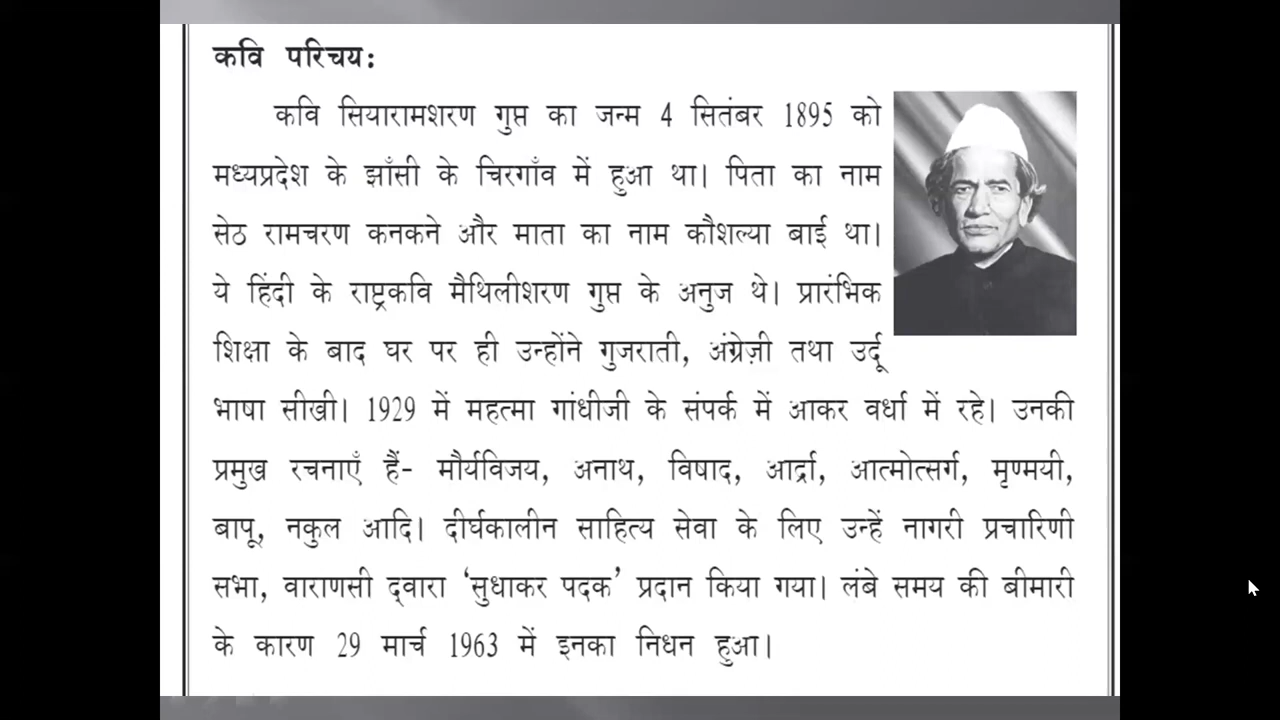 कवि परिचय:
कवि सियारामशरण गुप्त का जन्म 4 सितंबर 1895 को
मध्यप्रदेश के झाँसी के चिरगाँव में हुआ था। पिता का नाम
सेठ रामचरण कनकने और माता का नाम कौशल्या बाई था।
ये हिंदी के राष्ट्रकवि मैथिलीशरण गुप्त के अनुज थे। प्रारंभिक
शिक्षा के बाद घर पर ही उन्होंने गुजराती, अंग्रेज़ी तथा उर्दू
भाषा सीखी। 1929 में महत्मा गांधीजी के संपर्क में आकर वर्धा में रहे। उनकी
प्रमुख रचनाएँ हैं- मौर्यविजय, अनाथ, विषाद, आर्द्रा, आत्मोत्सर्ग, मृण्मयी,
बापू, नकुल आदि। दीर्घकालीन साहित्य सेवा के लिए उन्हें नागरी प्रचारिणी
सभा, वाराणसी द्‌वारा ‘सुधाकर पदक’ प्रदान किया गया। लंबे समय की बीमारी
के कारण 29 मार्च 1963 में इनका निधन हुआ।